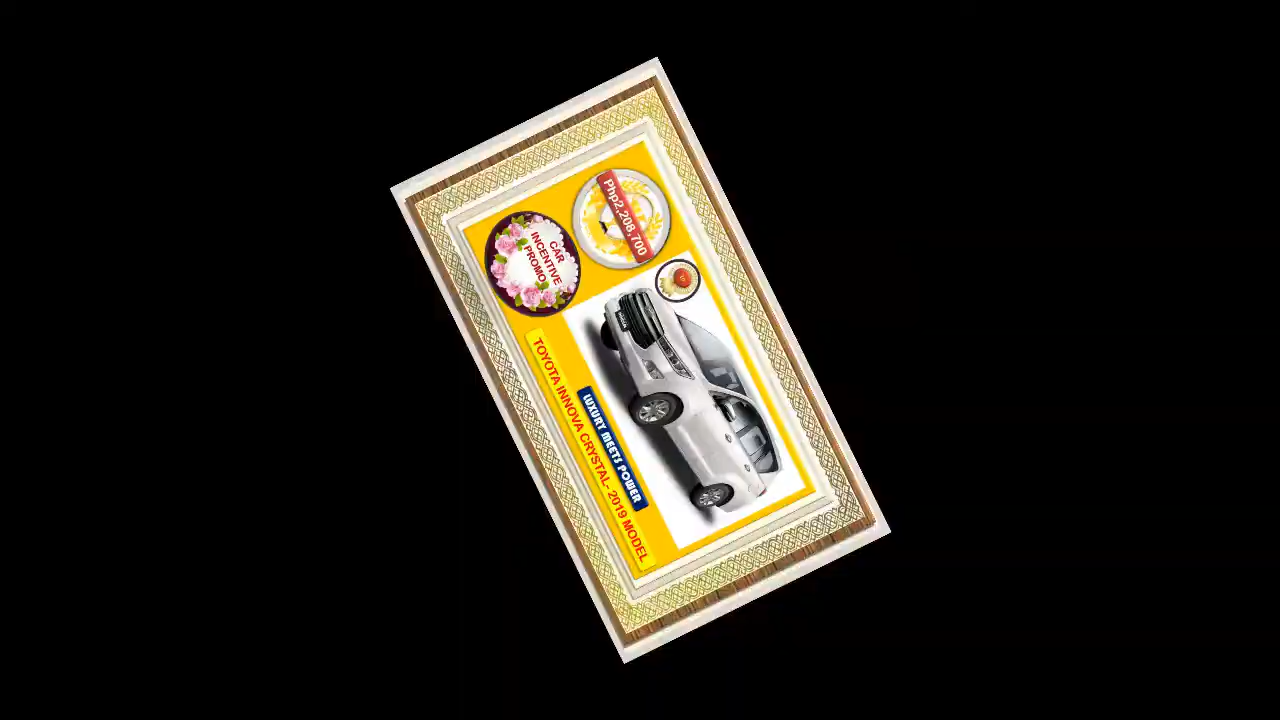 CAR
INCENTIVE
PROMO
Php2,208,700
LUXURY MEETS POWER
TOYOTA INNOVA CRYSTAL- 2019 MODEL